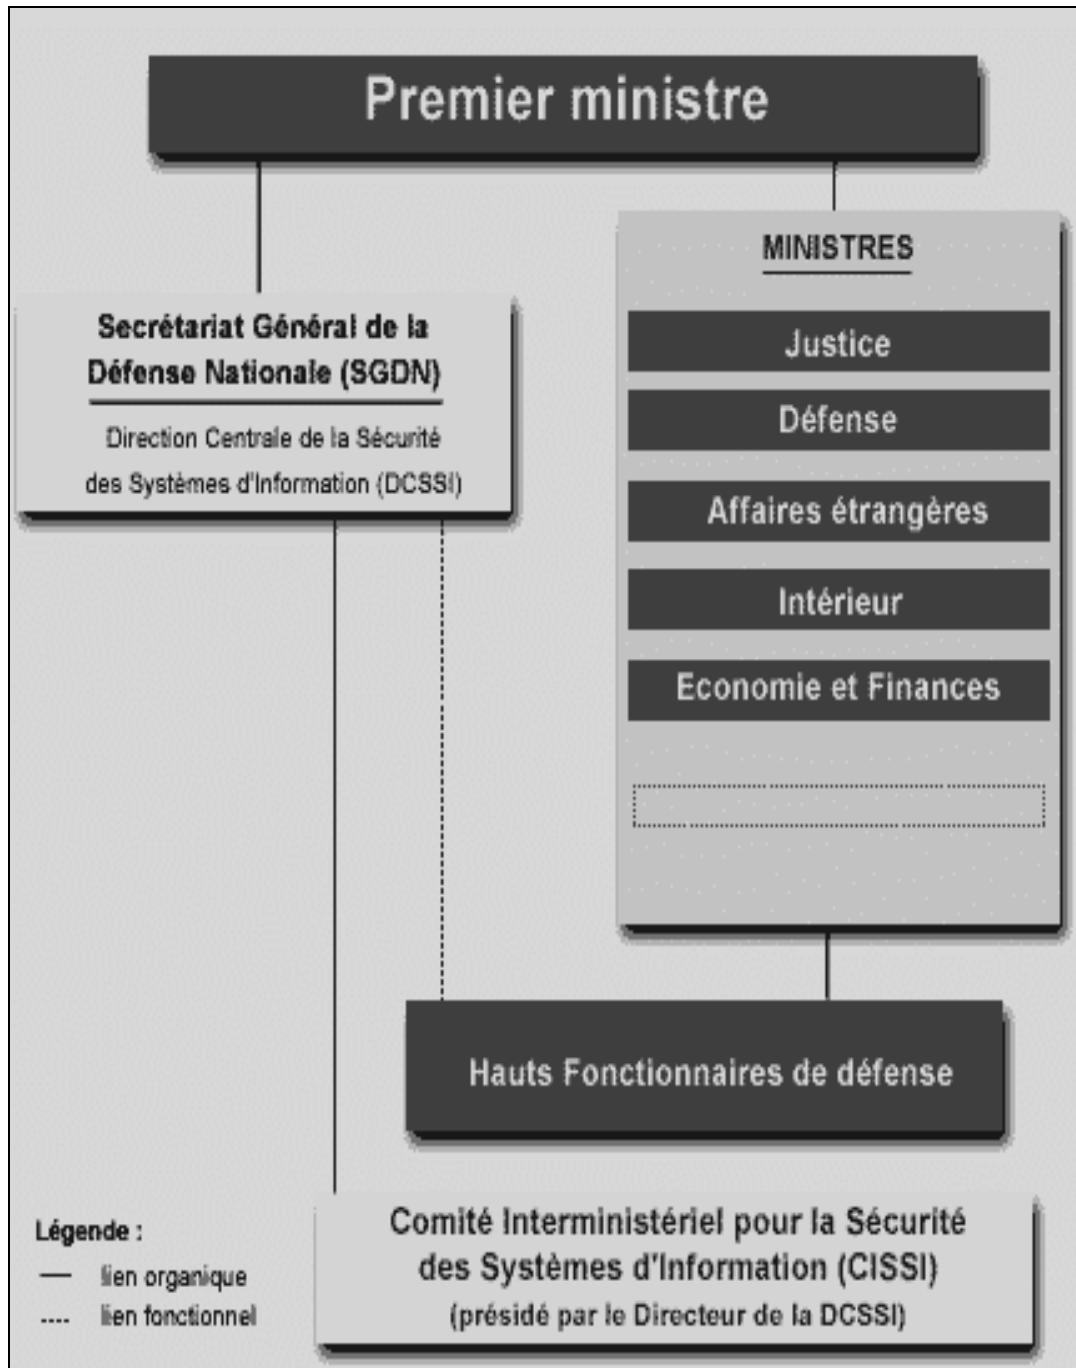 Premier ministre
Secrétariat Général de la
Défense Nationale (SGDN)
Direction Centrale de la Sécurité
des Systèmes d'Information (DCSSI)
MINISTRES
Justice
Défense
Affaires étrangères
Intérieur
Economie et Finances
Hauts Fonctionnaires de défense
Comité Interministériel pour la Sécurité
des Systèmes d'Information (CISSI)
(présidé par le Directeur de la DCSSI)
Légende :
lien organique
lien fonctionnel